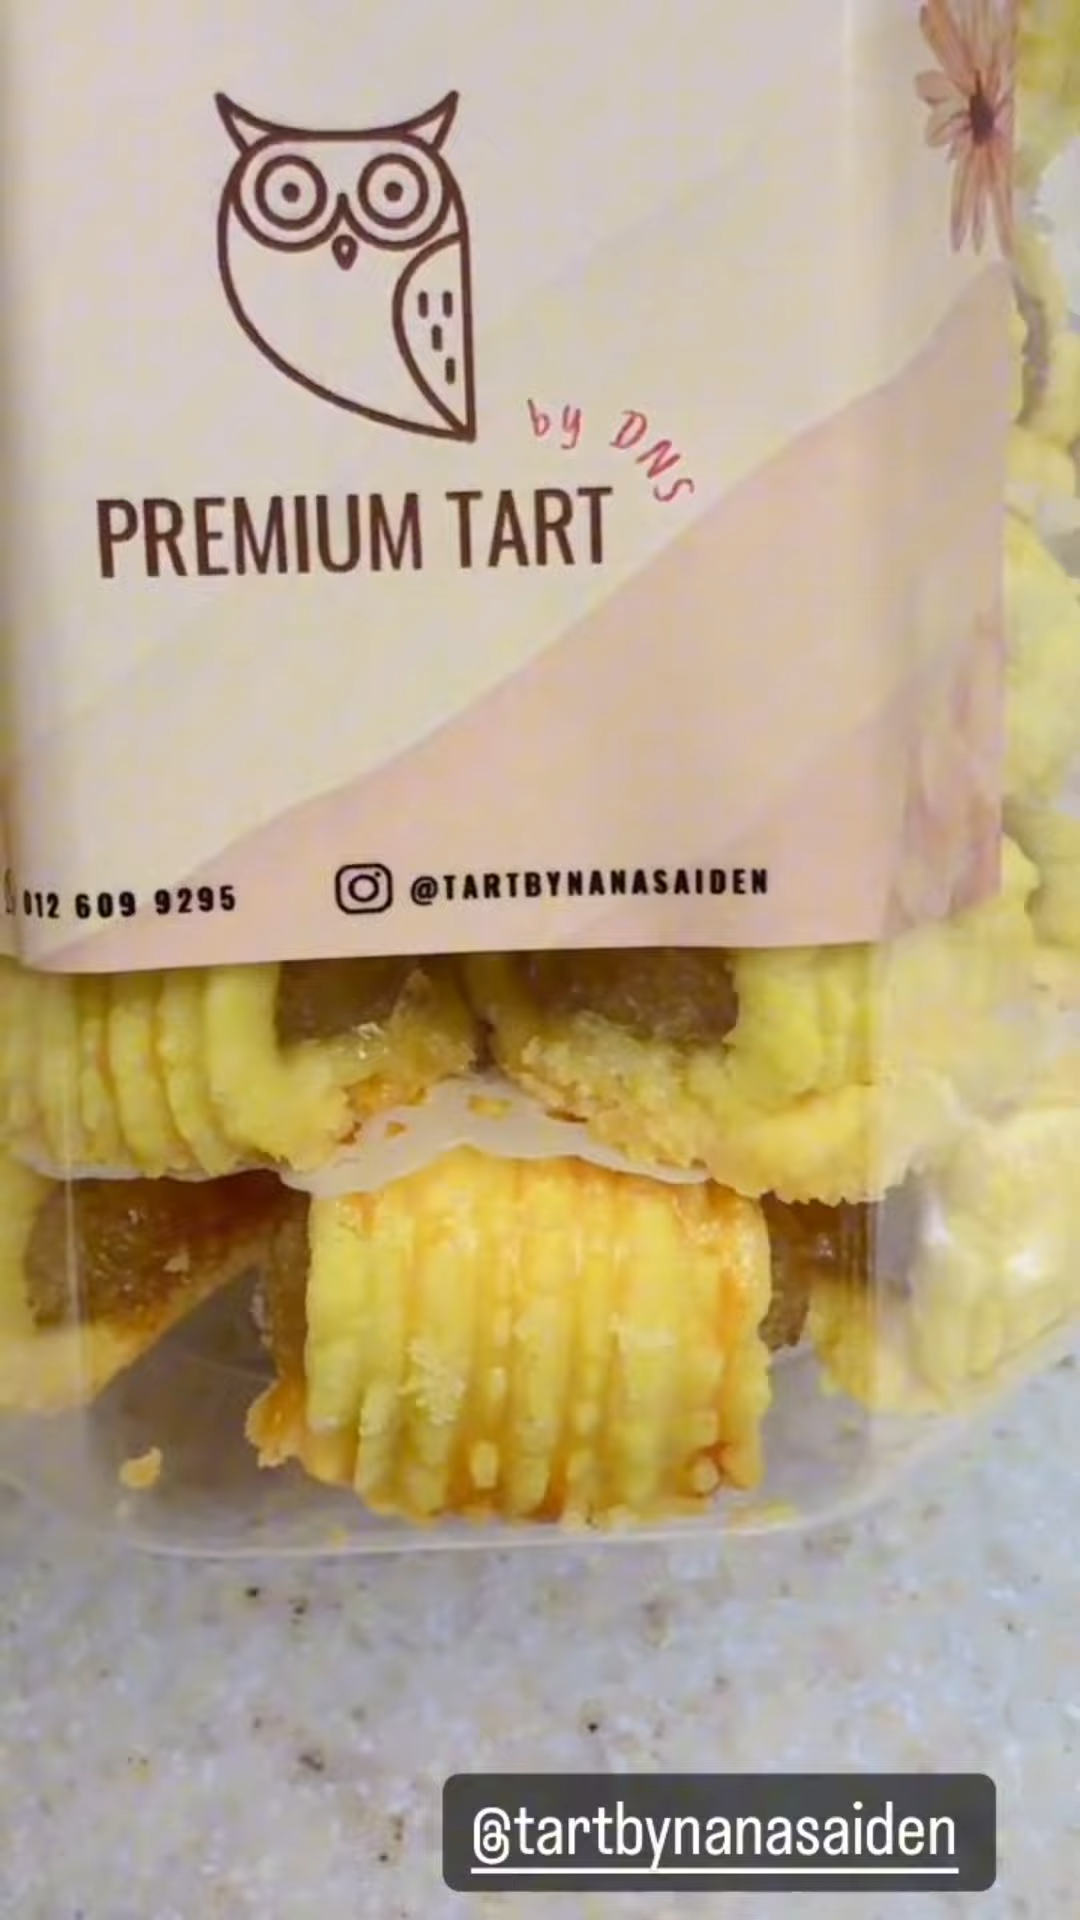 by DNS
PREMIUM TART
012 609 9295
@TARTBYNANASAIDEN
@tartbynanasaiden